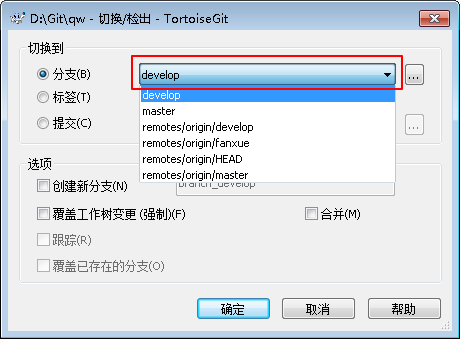 D:\Git\qw - 切换/检出 - TortoiseGit
切换到
分支(B)
develop
...
develop
标签(T)
master
remotes/origin/develop
提交(C)
...
remotes/origin/fanxue
remotes/origin/HEAD
选项
remotes/origin/master
创建新分支(N)
branch_develop
覆盖工作树变更(强制)(F)
合并(M)
跟踪(R)
覆盖已存在的分支(O)
确定
取消
帮助